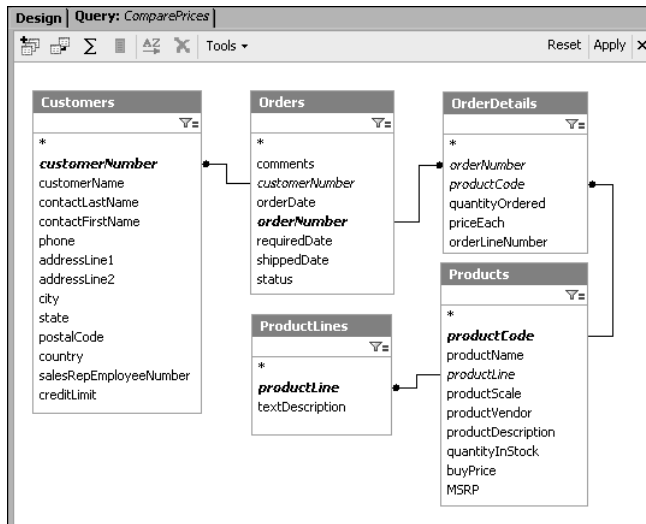 Design Query: ComparePrices
Σ AZ Tools Reset Apply X
Customers
*
customerNumber
customerName
contactLastName
contactFirstName
phone
addressLine1
addressLine2
city
state
postalCode
country
salesRepEmployeeNumber
creditLimit
Orders
*
comments
customerNumber
orderDate
orderNumber
requiredDate
shippedDate
status
OrderDetails
*
orderNumber
productCode
quantityOrdered
priceEach
orderLineNumber
ProductLines
*
productLine
textDescription
Products
*
productCode
productName
productLine
productScale
productVendor
productDescription
quantityInStock
buyPrice
MSRP